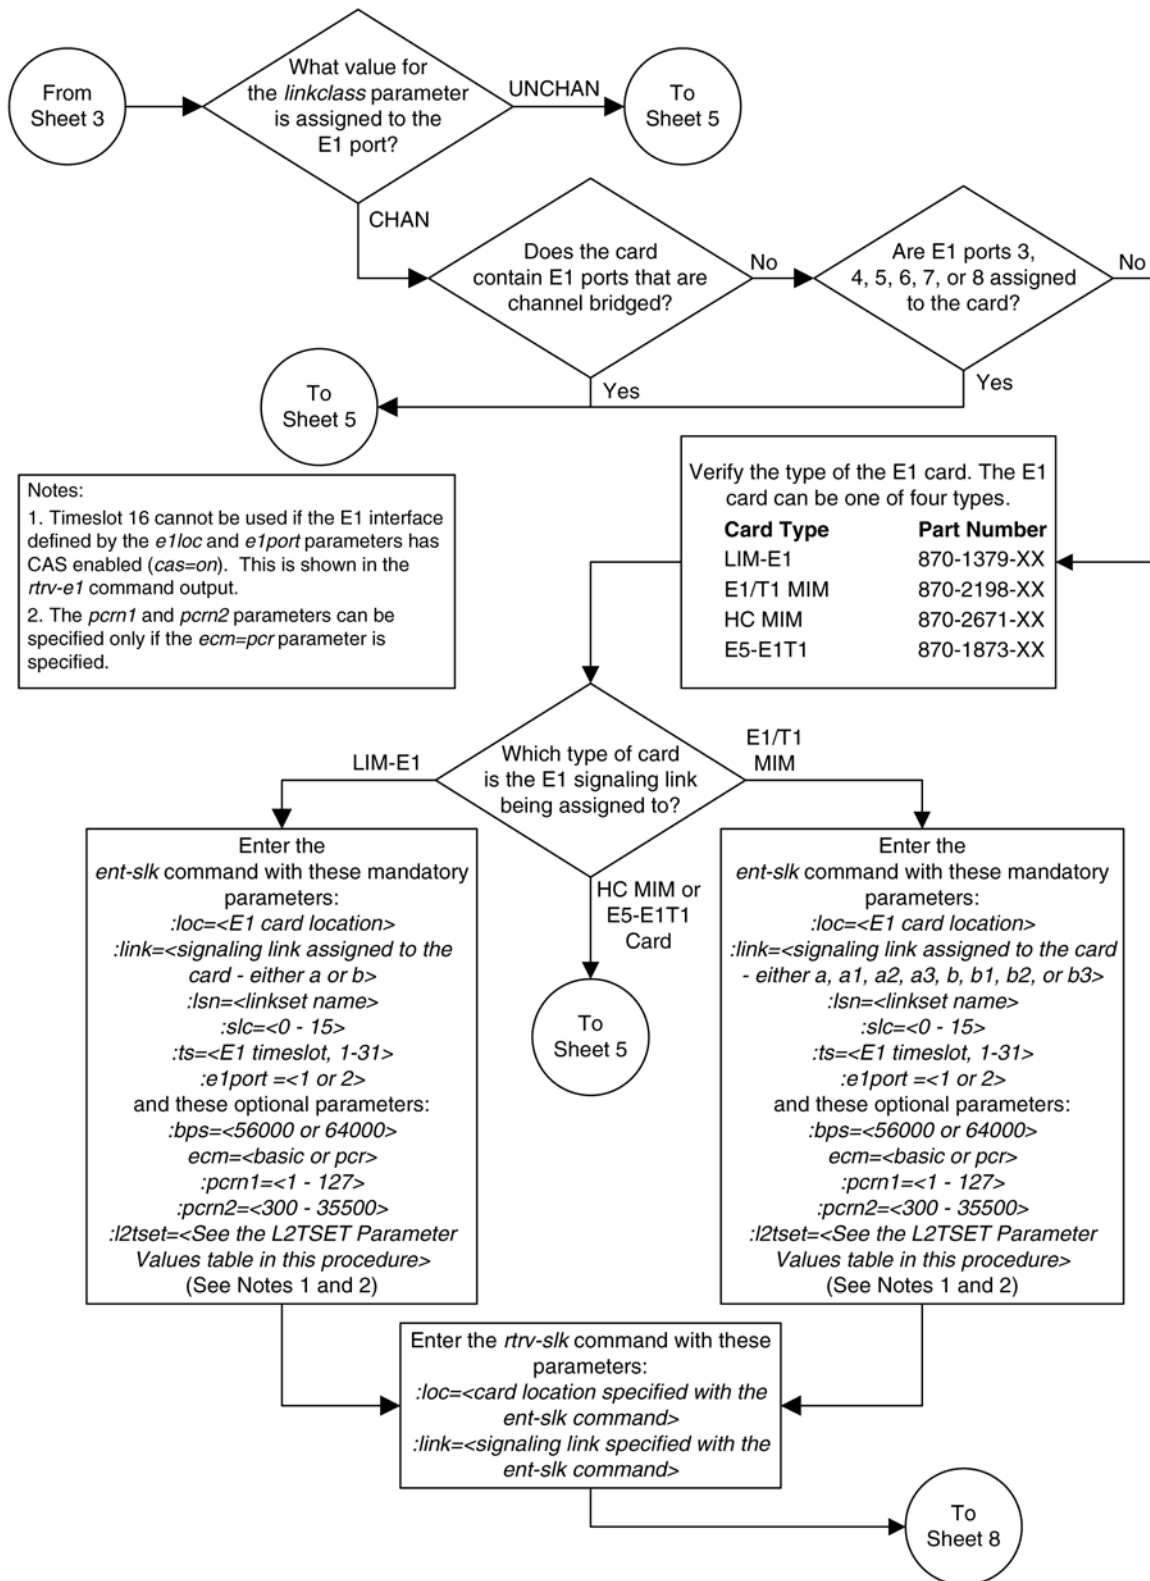 From
Sheet 3
What value for
the linkclass parameter
is assigned to the
E1 port?
UNCHAN
To
Sheet 5
CHAN
Does the card
contain E1 ports that are
channel bridged?
No
Are E1 ports 3,
4, 5, 6, 7, or 8 assigned
to the card?
No
Yes
Yes
To
Sheet 5
Notes:
1. Timeslot 16 cannot be used if the E1 interface
defined by the e1loc and e1port parameters has
CAS enabled (cas=on).  This is shown in the
rtrv-e1 command output.
2. The pcrn1 and pcrn2 parameters can be
specified only if the ecm=pcr parameter is
specified.
Verify the type of the E1 card. The E1
card can be one of four types.
Card Type Part Number
LIM-E1 870-1379-XX
E1/T1 MIM 870-2198-XX
HC MIM 870-2671-XX
E5-E1T1 870-1873-XX
Which type of card
is the E1 signaling link
being assigned to?
LIM-E1
E1/T1
MIM
HC MIM or
E5-E1T1
Card
To
Sheet 5
Enter the
ent-slk command with these mandatory
parameters:
:loc=<E1 card location>
:link=<signaling link assigned to the
card - either a or b>
:lsn=<linkset name>
:slc=<0 - 15>
:ts=<E1 timeslot, 1-31>
:e1port =<1 or 2>
and these optional parameters:
:bps=<56000 or 64000>
ecm=<basic or pcr>
:pcrn1=<1 - 127>
:pcrn2=<300 - 35500>
:l2tset=<See the L2TSET Parameter
Values table in this procedure>
(See Notes 1 and 2)
Enter the
ent-slk command with these mandatory
parameters:
:loc=<E1 card location>
:link=<signaling link assigned to the card
- either a, a1, a2, a3, b, b1, b2, or b3>
:lsn=<linkset name>
:slc=<0 - 15>
:ts=<E1 timeslot, 1-31>
:e1port =<1 or 2>
and these optional parameters:
:bps=<56000 or 64000>
ecm=<basic or pcr>
:pcrn1=<1 - 127>
:pcrn2=<300 - 35500>
:l2tset=<See the L2TSET Parameter
Values table in this procedure>
(See Notes 1 and 2)
Enter the rtrv-slk command with these
parameters:
:loc=<card location specified with the
ent-slk command>
:link=<signaling link specified with the
ent-slk command>
To
Sheet 8